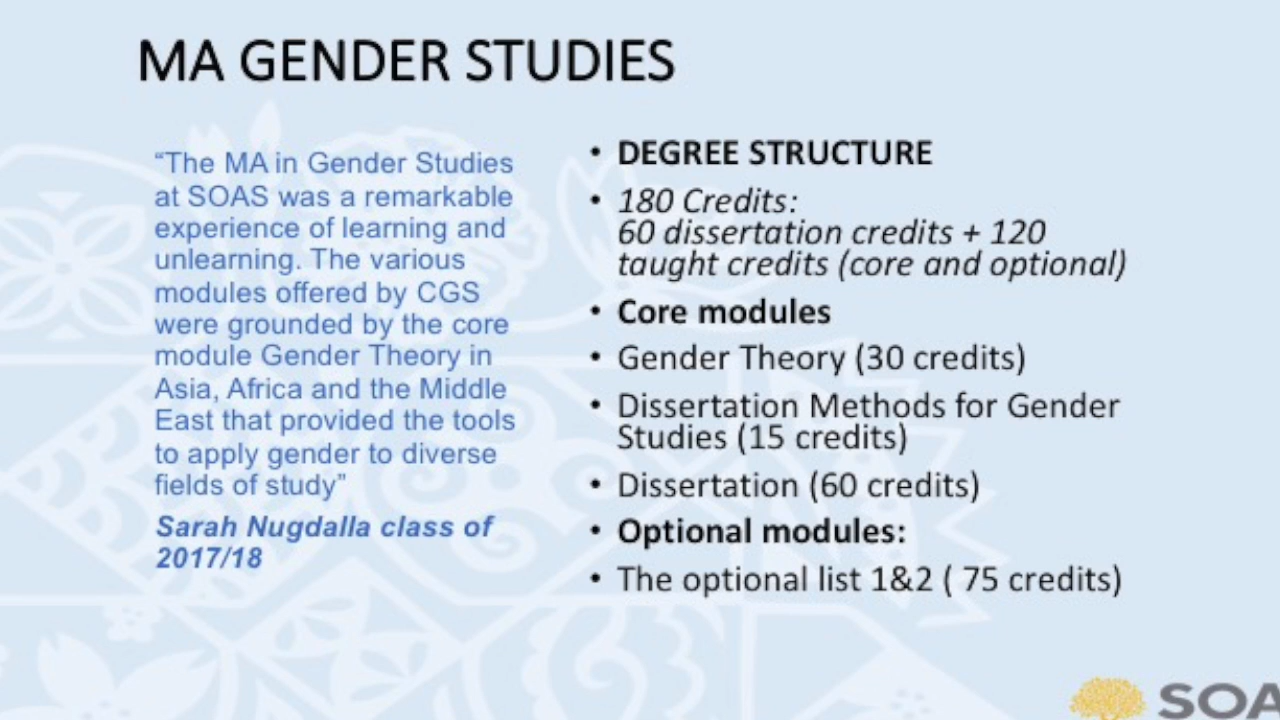 MA GENDER STUDIES
“The MA in Gender Studies
at SOAS was a remarkable
experience of learning and
unlearning. The various
modules offered by CGS
were grounded by the core
module Gender Theory in
Asia, Africa and the Middle
East that provided the tools
to apply gender to diverse
fields of study”
Sarah Nugdalla class of
2017/18
• DEGREE STRUCTURE
• 180 Credits:
60 dissertation credits + 120
taught credits (core and optional)
• Core modules
• Gender Theory (30 credits)
• Dissertation Methods for Gender
Studies (15 credits)
• Dissertation (60 credits)
• Optional modules:
• The optional list 1&2 ( 75 credits)
SOA